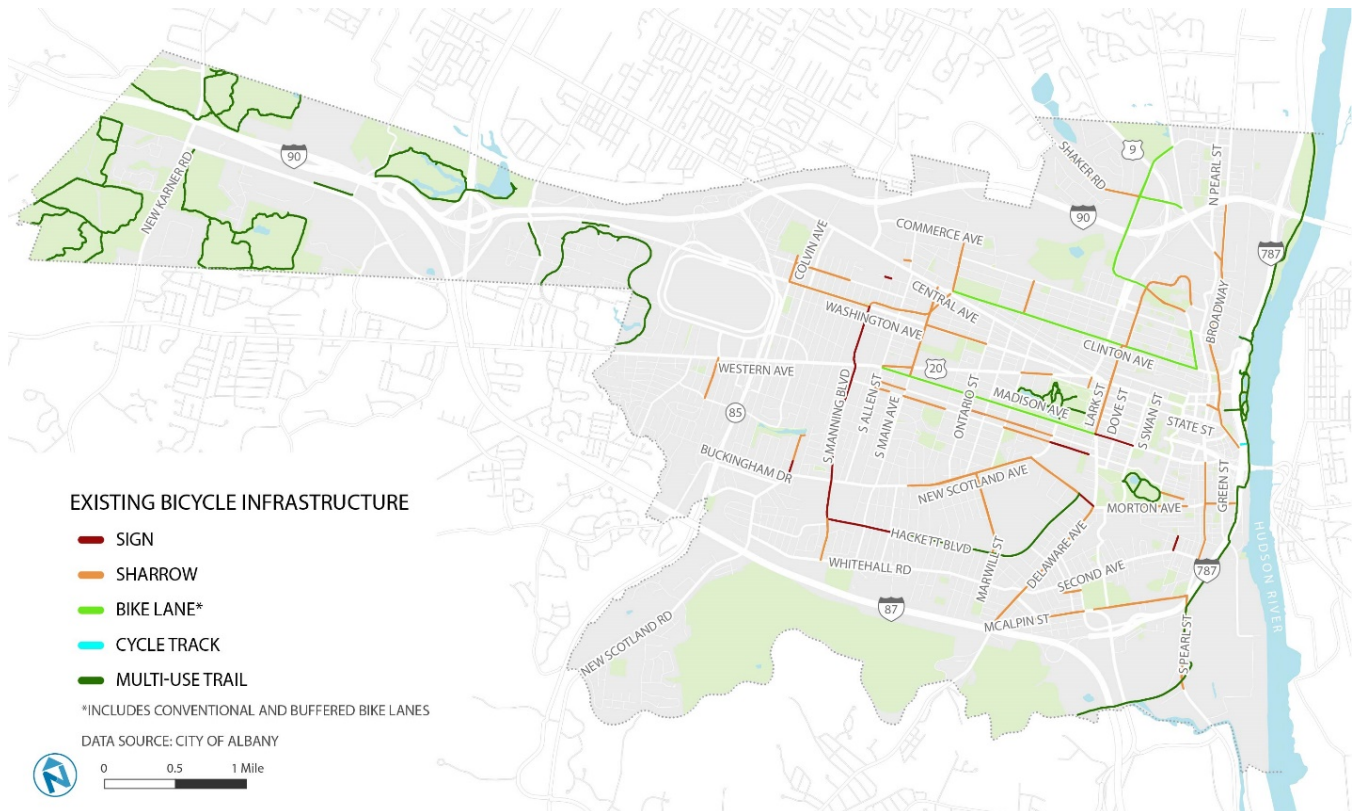 NEW KARNER RD
90
SHAKER RD
9
N PEARL ST
90
787
COMMERCE AVE
COLVIN AVE
CENTRAL AVE
WASHINGTON AVE
BROADWAY
CLINTON AVE
WESTERN AVE
20
S MANNING BLVD
S ALLEN ST
S MAIN AVE
ONTARIO ST
MADISON AVE
LARK ST
DOVE ST
S SWAN ST
STATE ST
85
BUCKINGHAM DR
NEW SCOTLAND AVE
MORTON AVE
GREEN ST
HACKETT BLVD
DELAWARE AVE
MARWILL ST
WHITEHALL RD
SECOND AVE
787
HUDSON RIVER
87
MCALPIN ST
S PEARL ST
NEW SCOTLAND RD
EXISTING BICYCLE INFRASTRUCTURE
SIGN
SHARROW
BIKE LANE*
CYCLE TRACK
MULTI-USE TRAIL
*INCLUDES CONVENTIONAL AND BUFFERED BIKE LANES
DATA SOURCE: CITY OF ALBANY
N
0 0.5 1 Mile